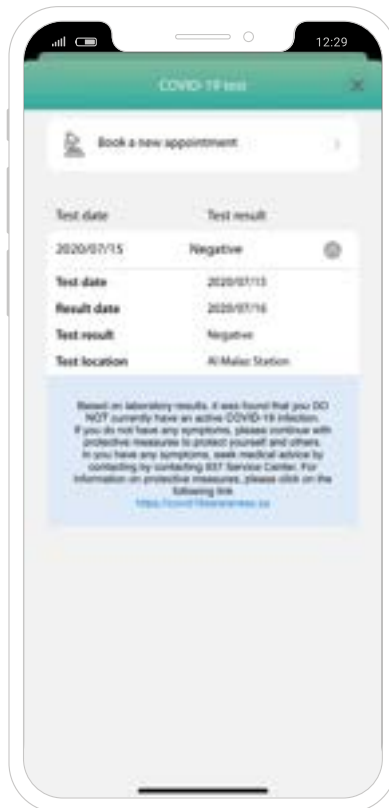 12:29
COVID-19 test
Book a new appointment
Test date Test result
2020/07/15 Negative
Test date 2020/07/15
Result date 2020/07/16
Test result Negative
Test location Al Malaz Station
Based on laboratory results, it was found that you DO
NOT currently have an active COVID-19 infection.
If you do not have any symptoms, please continue with
protective measures to protect yourself and others.
In you have any symptoms, seek medical advice by
contacting by contacting 937 Service Center. For
information on protective measures, please click on the
following link